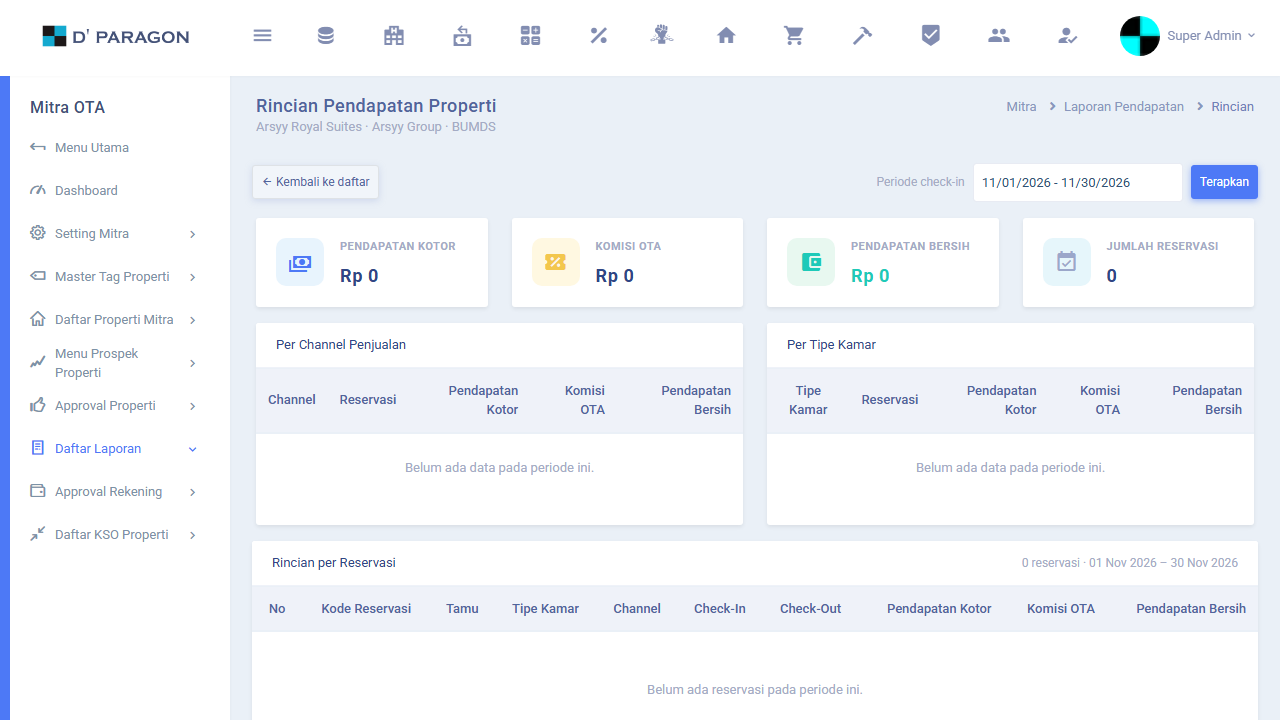 D' PARAGON
Super Admin
Mitra OTA
Menu Utama
Dashboard
Setting Mitra
Master Tag Properti
Daftar Properti Mitra
Menu Prospek
Properti
Approval Properti
Daftar Laporan
Approval Rekening
Daftar KSO Properti
Rincian Pendapatan Properti
Arsyy Royal Suites · Arsyy Group · BUMDS
Mitra > Laporan Pendapatan > Rincian
← Kembali ke daftar
Periode check-in 11/01/2026 - 11/30/2026 Terapkan
PENDAPATAN KOTOR
Rp 0
KOMISI OTA
Rp 0
PENDAPATAN BERSIH
Rp 0
JUMLAH RESERVASI
0
Per Channel Penjualan
Channel Reservasi Pendapatan Kotor Komisi OTA Pendapatan Bersih
Belum ada data pada periode ini.
Per Tipe Kamar
Tipe Kamar Reservasi Pendapatan Kotor Komisi OTA Pendapatan Bersih
Belum ada data pada periode ini.
Rincian per Reservasi
0 reservasi · 01 Nov 2026 – 30 Nov 2026
No Kode Reservasi Tamu Tipe Kamar Channel Check-In Check-Out Pendapatan Kotor Komisi OTA Pendapatan Bersih
Belum ada reservasi pada periode ini.